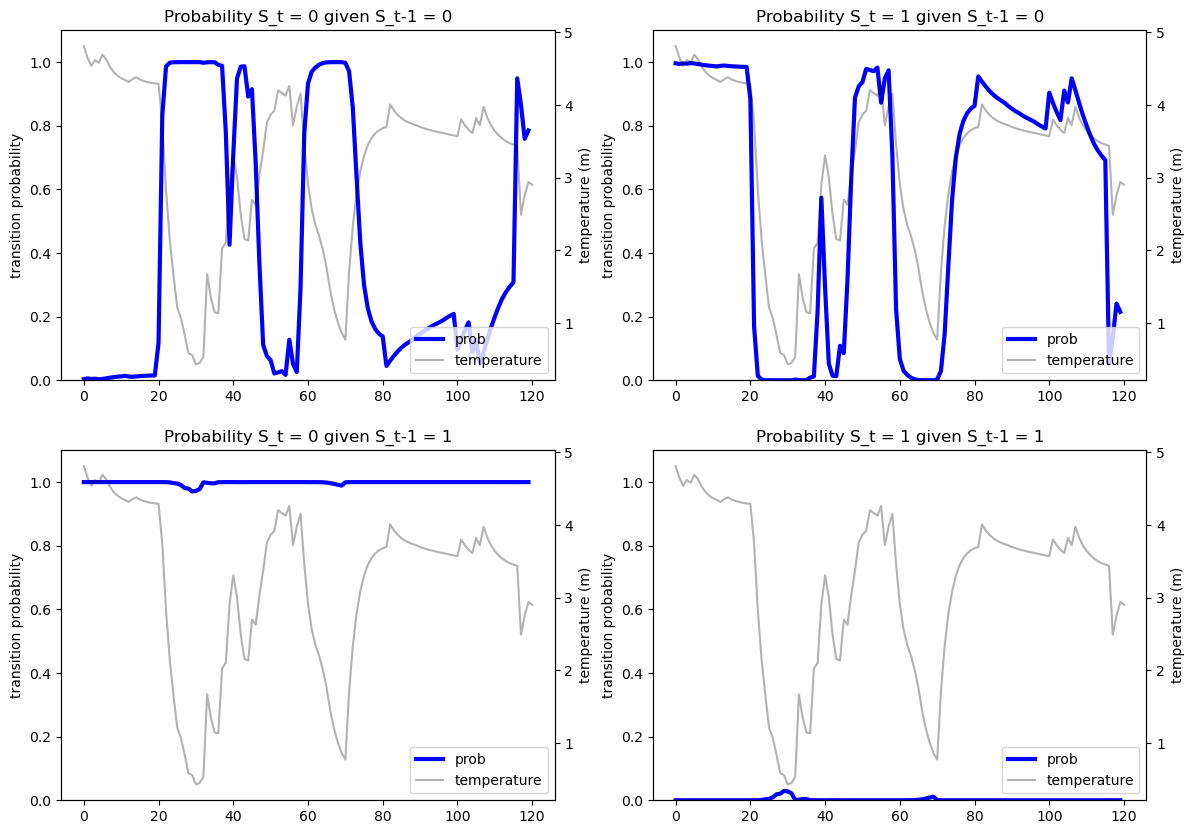 Probability S_t = 0 given S_t-1 = 0
1.0
0.8
0.6
0.4
0.2
0.0
transition probability
5
4
3
2
1
temperature (m)
prob
temperature
0 20 40 60 80 100 120
Probability S_t = 1 given S_t-1 = 0
1.0
0.8
0.6
0.4
0.2
0.0
transition probability
5
4
3
2
1
temperature (m)
prob
temperature
0 20 40 60 80 100 120
Probability S_t = 0 given S_t-1 = 1
1.0
0.8
0.6
0.4
0.2
0.0
transition probability
5
4
3
2
1
temperature (m)
prob
temperature
0 20 40 60 80 100 120
Probability S_t = 1 given S_t-1 = 1
1.0
0.8
0.6
0.4
0.2
0.0
transition probability
5
4
3
2
1
temperature (m)
prob
temperature
0 20 40 60 80 100 120